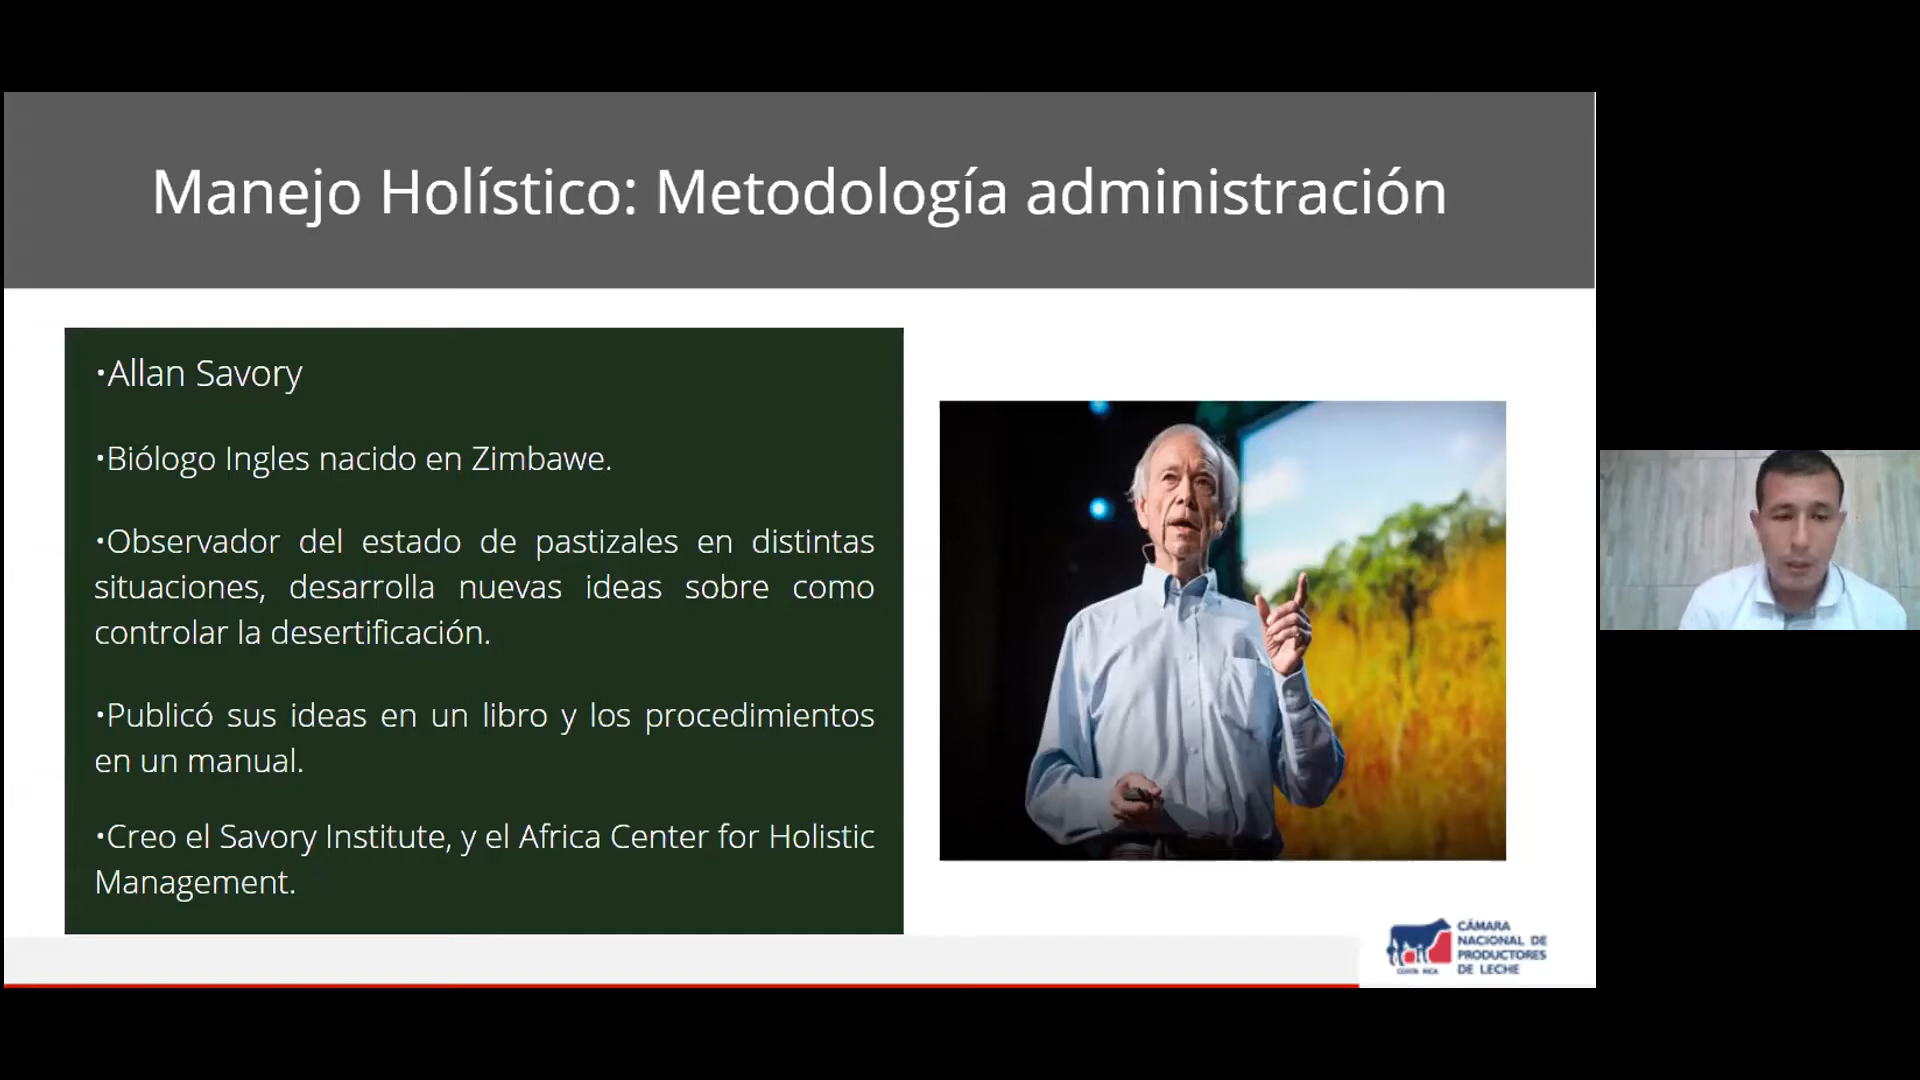 Manejo Holístico: Metodología administración
•Allan Savory
•Biólogo Ingles nacido en Zimbawe.
•Observador del estado de pastizales en distintas
situaciones, desarrolla nuevas ideas sobre como
controlar la desertificación.
•Publicó sus ideas en un libro y los procedimientos
en un manual.
•Creo el Savory Institute, y el Africa Center for Holistic
Management.
CÁMARA
NACIONAL DE
PRODUCTORES
DE LECHE
COSTA RICA